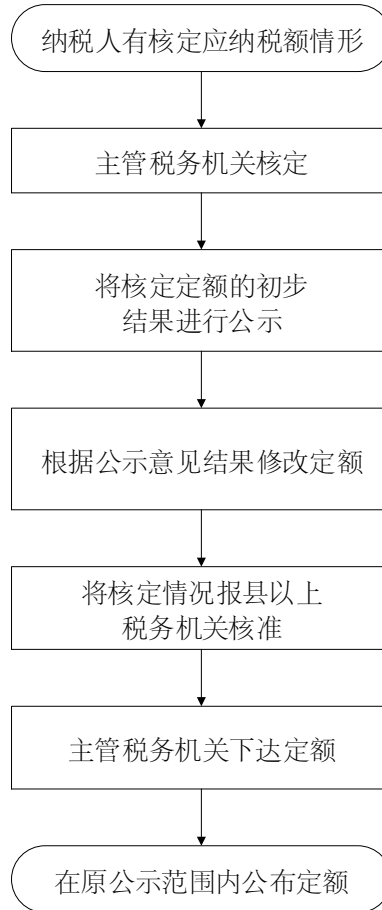 纳税人有核定应纳税额情形
主管税务机关核定
将核定定额的初步
结果进行公示
根据公示意见结果修改定额
将核定情况报县以上
税务机关核准
主管税务机关下达定额
在原公示范围内公布定额